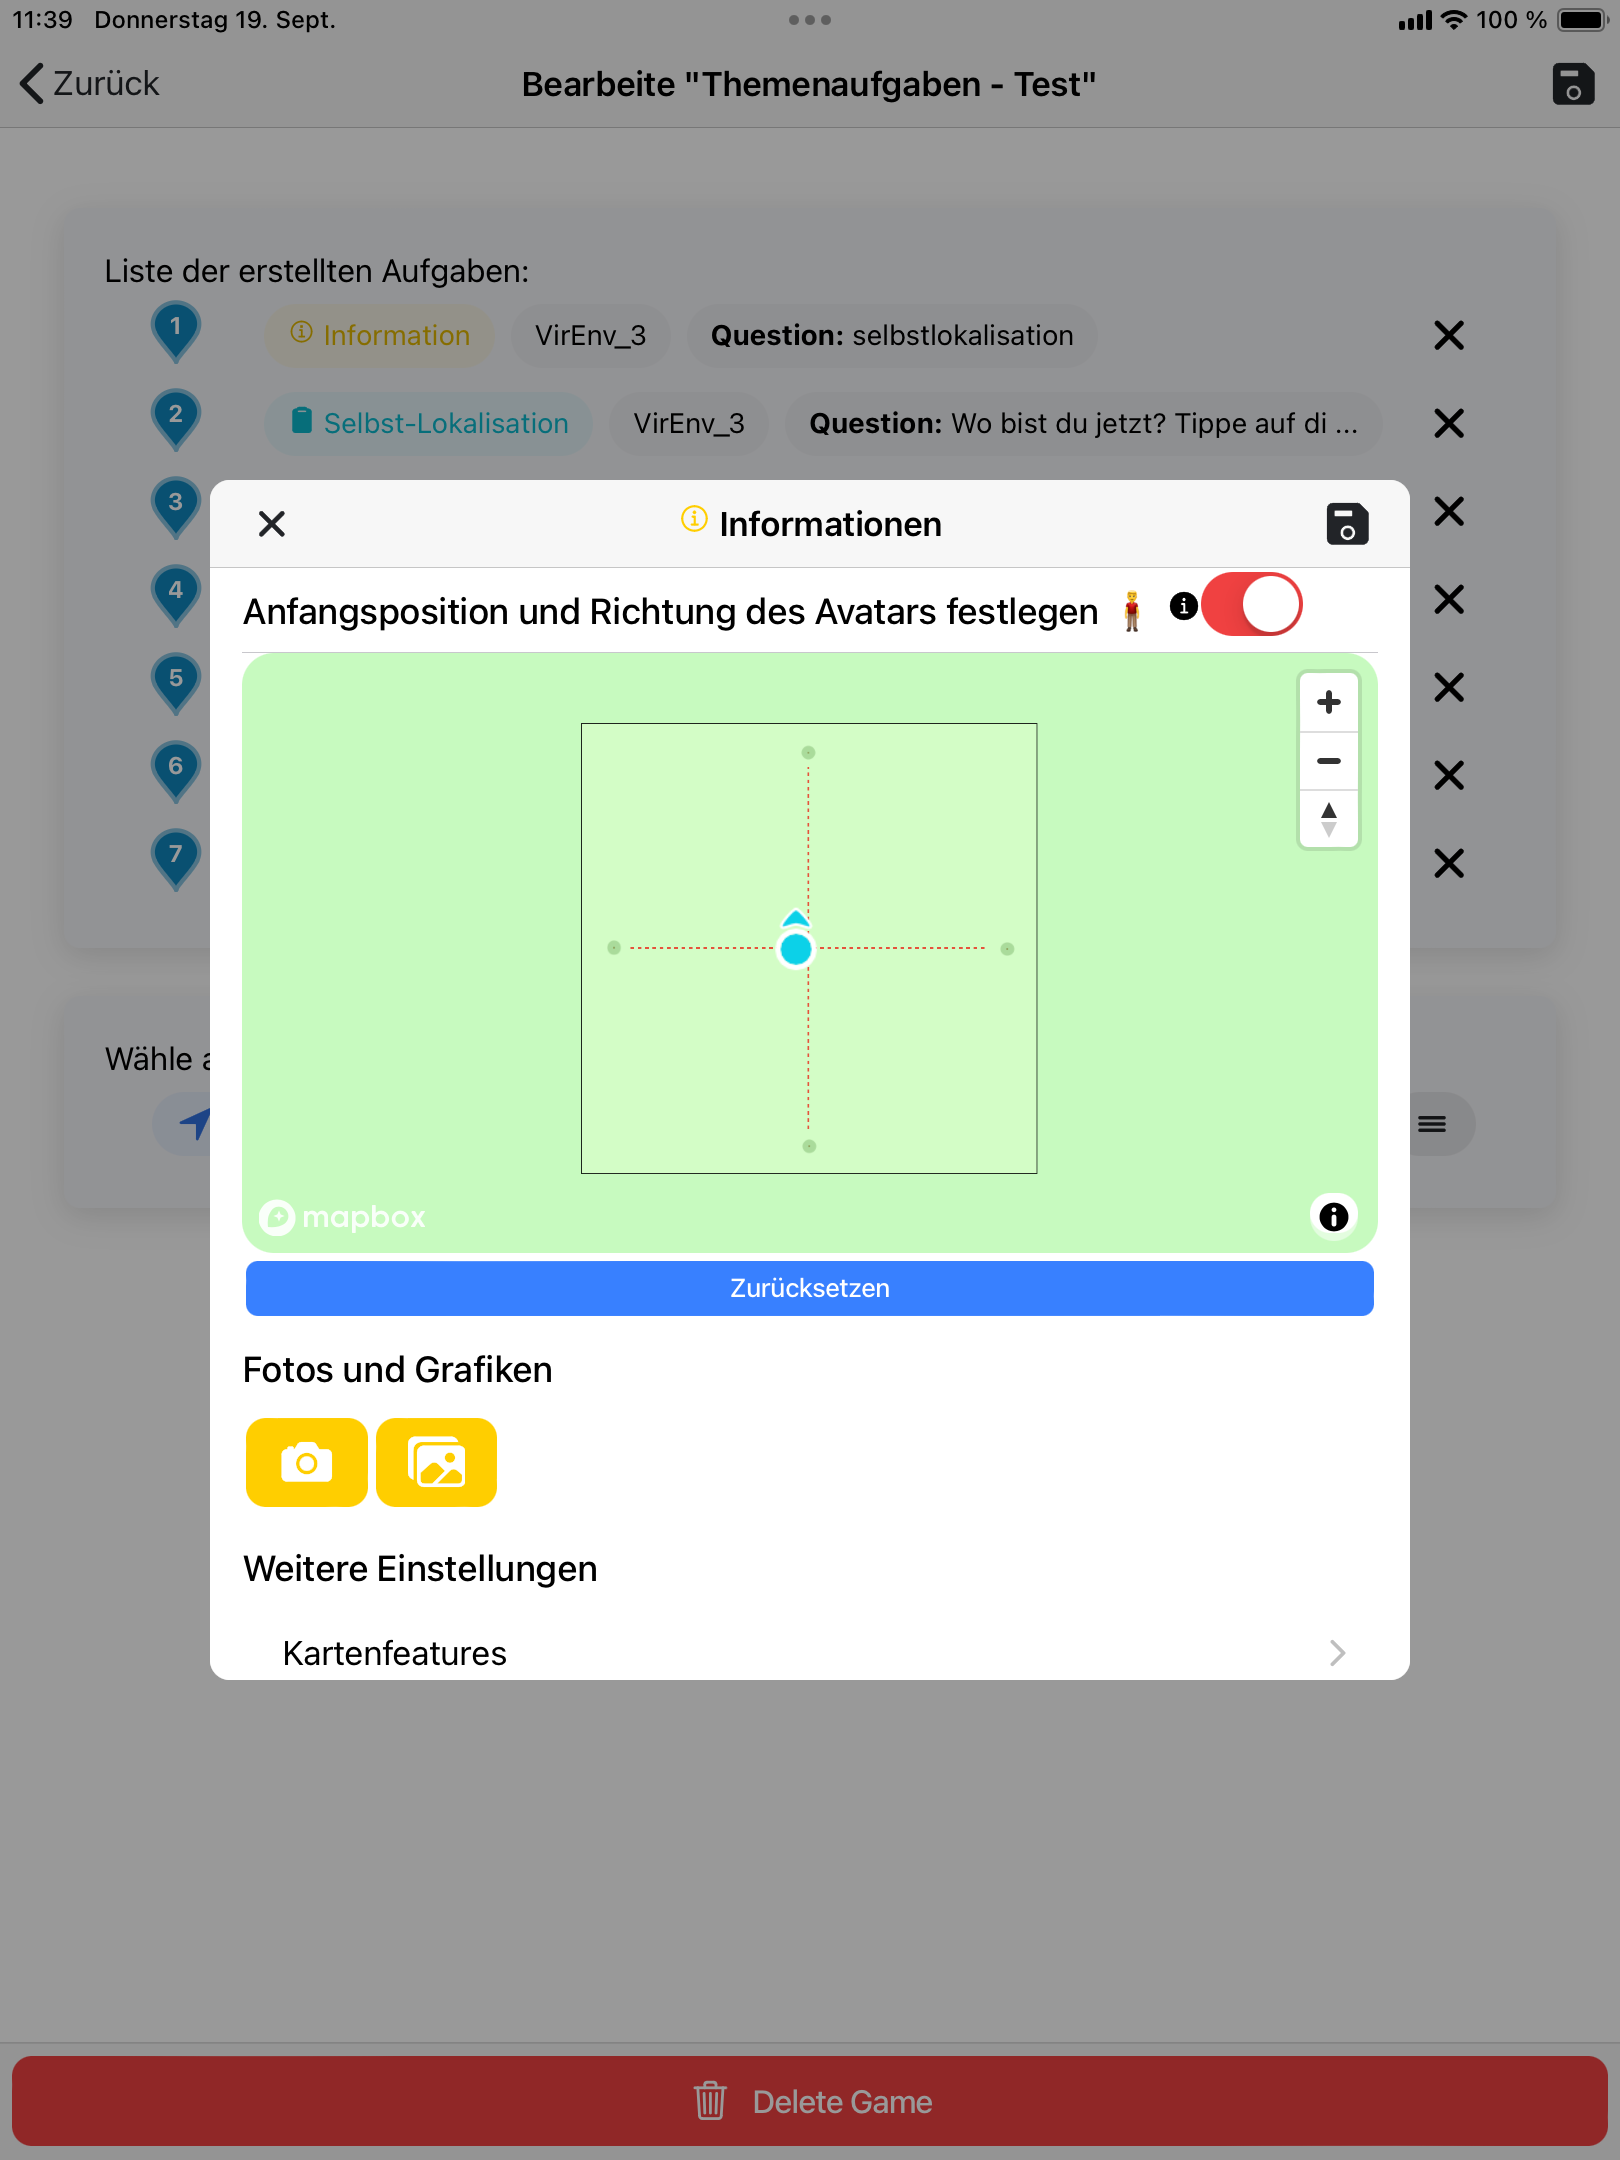 11:39 Donnerstag 19. Sept.
100 %
Zurück
Bearbeite "Themenaufgaben - Test"
Liste der erstellten Aufgaben:
1 Information VirEnv_3 Question: selbstlokalisation
2 Selbst-Lokalisation VirEnv_3 Question: Wo bist du jetzt? Tippe auf di ...
3
4
5
6
7
Informationen
Anfangsposition und Richtung des Avatars festlegen
mapbox
Zurücksetzen
Fotos und Grafiken
Weitere Einstellungen
Kartenfeatures
Wähle
Delete Game